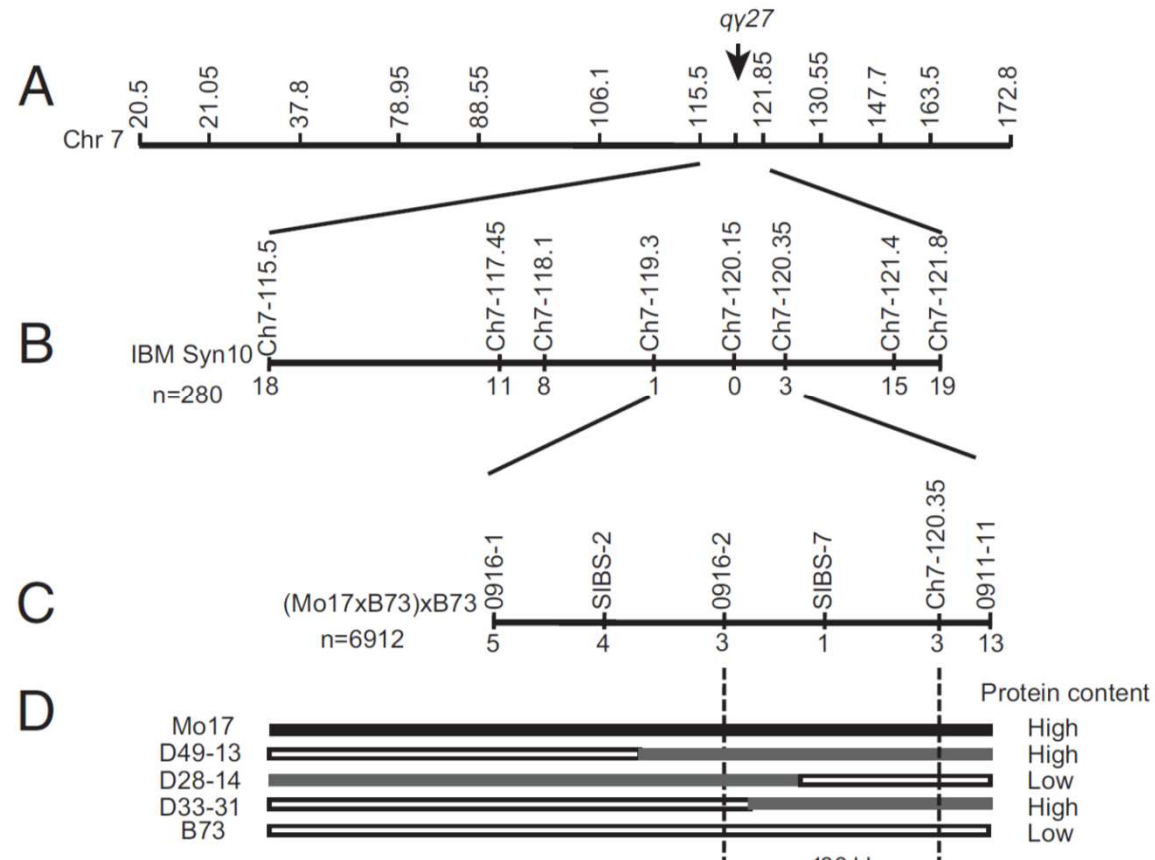 qγ27
A
20.5 21.05 37.8 78.95 88.55 106.1 115.5 121.85 130.55 147.7 163.5 172.8
Chr 7
Ch7-115.5 Ch7-117.45 Ch7-118.1 Ch7-119.3 Ch7-120.15 Ch7-120.35 Ch7-121.4 Ch7-121.8
B
IBM Syn10
18 11 8 1 0 3 15 19
n=280
0916-1 SIBS-2 0916-2 SIBS-7 Ch7-120.35 0911-11
C
(Mo17xB73)xB73
n=6912
5 4 3 1 3 13
D
Protein content
Mo17 High
D49-13 High
D28-14 Low
D33-31 High
B73 Low